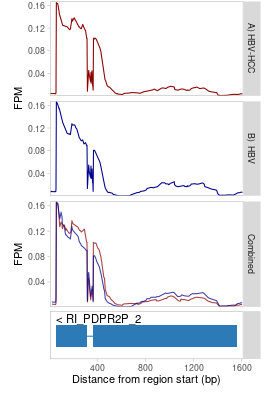 0.16
0.12
0.08
0.04
A) HBV-HCC
FPM
0.16
0.12
0.08
0.04
B) HBV
0.16
0.12
0.08
0.04
Combined
FPM
< RI_PDPR2P_2
400
800
1200
1600
Distance from region start (bp)